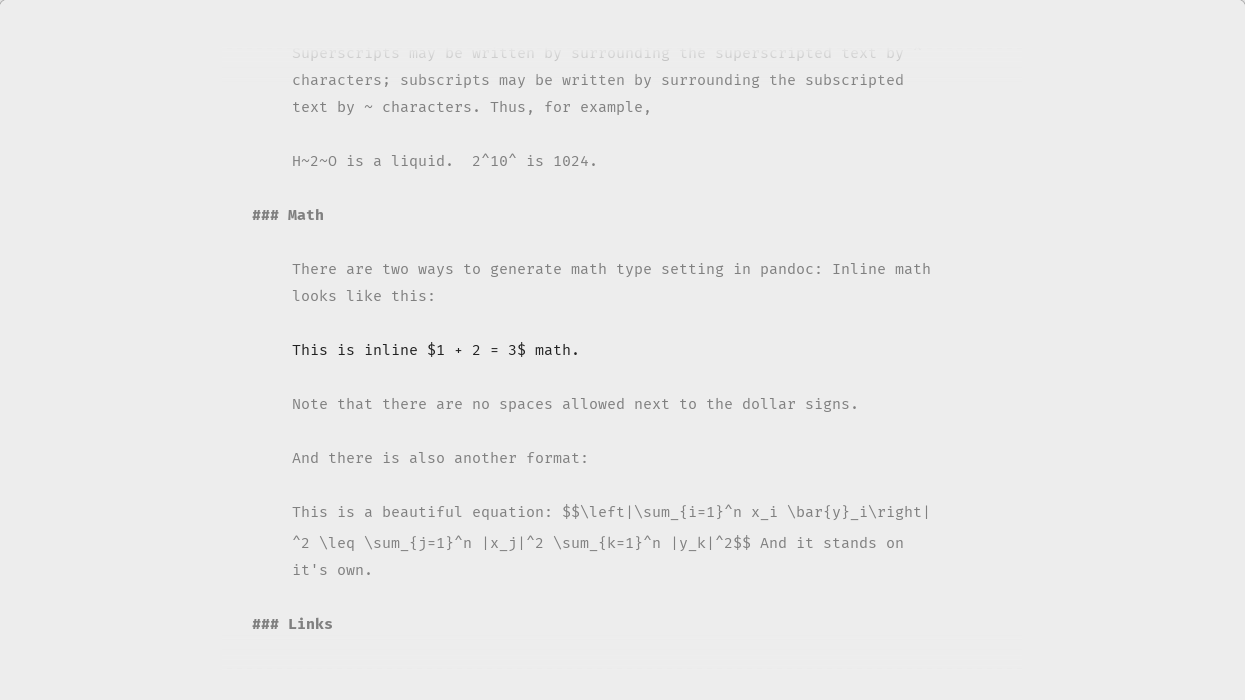 Superscripts may be written by surrounding the superscripted text by
characters; subscripts may be written by surrounding the subscripted
text by ~ characters. Thus, for example,
H~2~O is a liquid.  2^10^ is 1024.
### Math
There are two ways to generate math type setting in pandoc: Inline math
looks like this:
This is inline $1 + 2 = 3$ math.
Note that there are no spaces allowed next to the dollar signs.
And there is also another format:
This is a beautiful equation: $$\left|\sum_{i=1}^n x_i \bar{y}_i\right|
^2 \leq \sum_{j=1}^n |x_j|^2 \sum_{k=1}^n |y_k|^2$$ And it stands on
it's own.
### Links